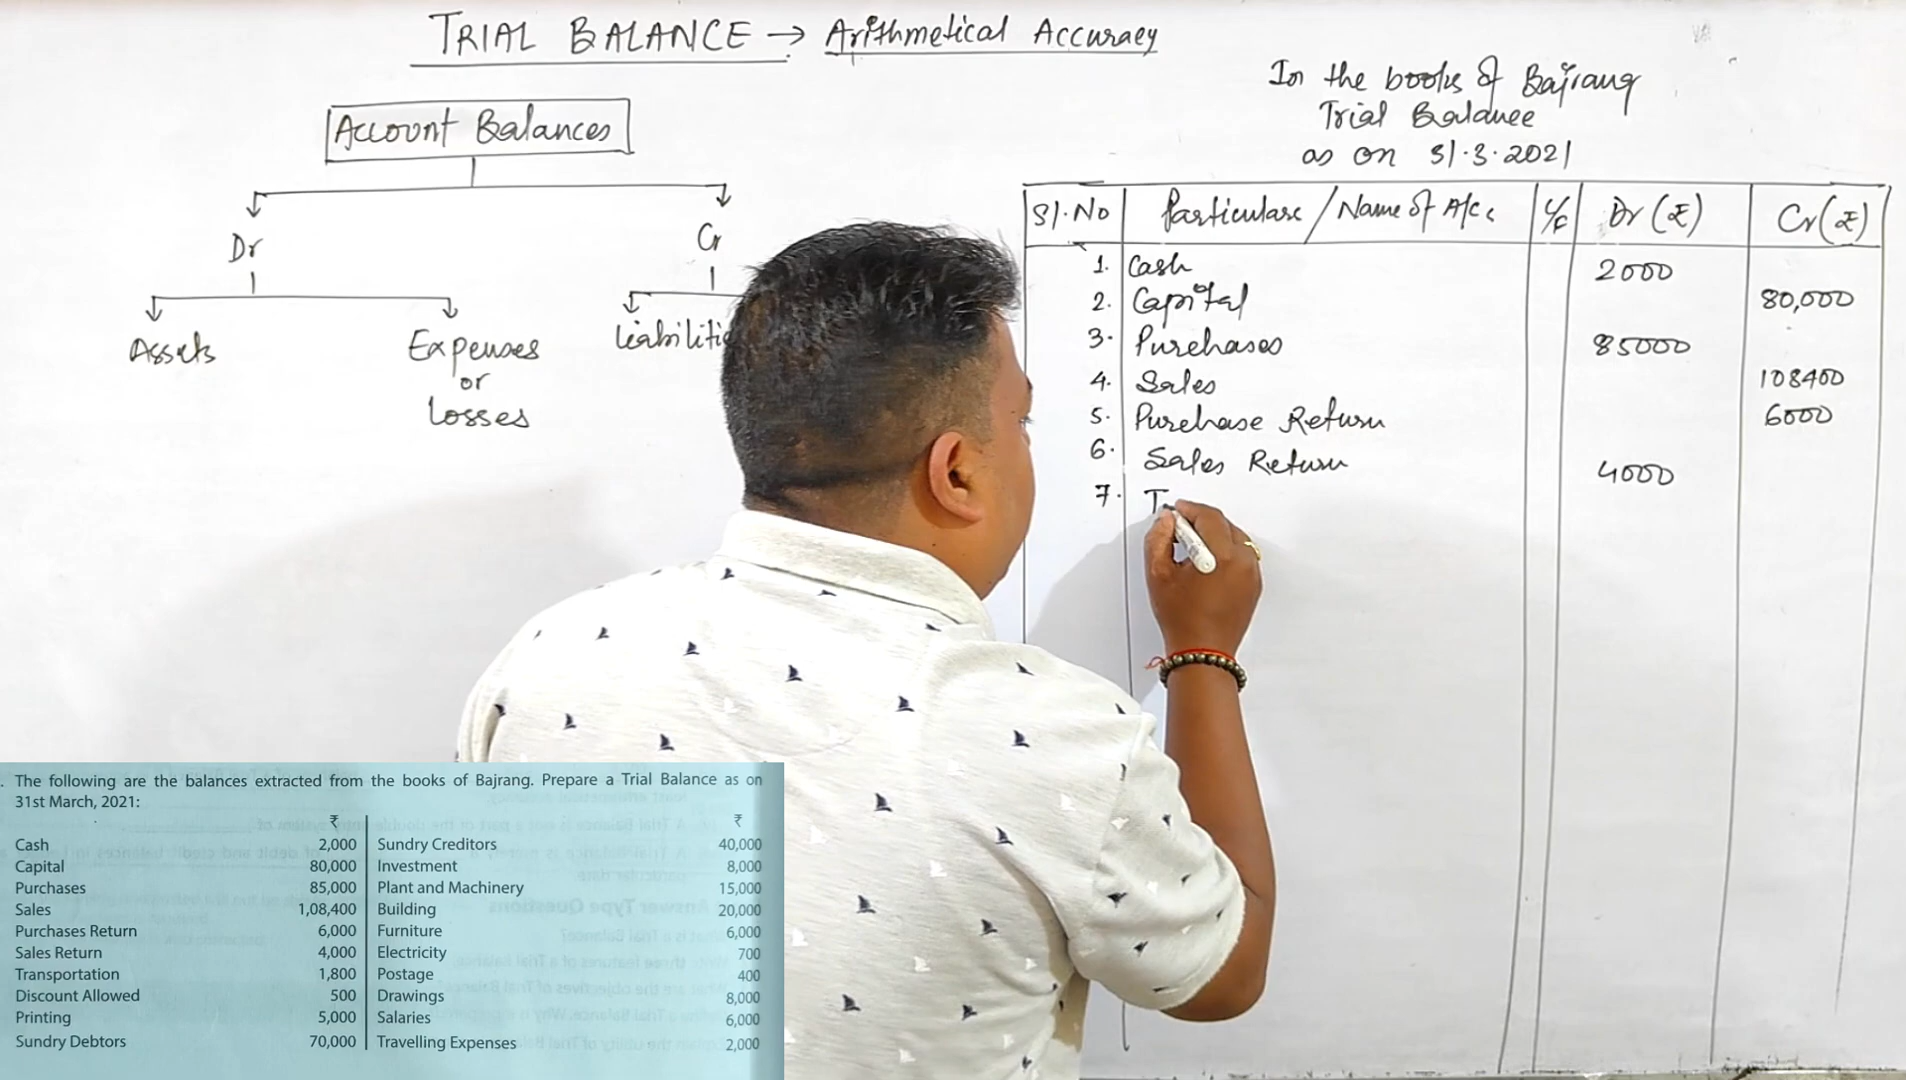 TRIAL BALANCE → Arithmetical Accuracy
Account Balances
Dr
Cr
Assets
Expenses
or
Losses
Liabilitie
In the books of Bajrang
Trial Balance
as on 31.3.2021
Sl.No Particulars / Name of A/cs L/F Dr (₹) Cr (₹)
1. Cash 2000
2. Capital 80,000
3. Purchases 85000
4. Sales 108400
5. Purchase Return 6000
6. Sales Return 4000
7. T
. The following are the balances extracted from the books of Bajrang. Prepare a Trial Balance as on
31st March, 2021:
₹ ₹
Cash 2,000 Sundry Creditors 40,000
Capital 80,000 Investment 8,000
Purchases 85,000 Plant and Machinery 15,000
Sales 1,08,400 Building 20,000
Purchases Return 6,000 Furniture 6,000
Sales Return 4,000 Electricity 700
Transportation 1,800 Postage 400
Discount Allowed 500 Drawings 8,000
Printing 5,000 Salaries 6,000
Sundry Debtors 70,000 Travelling Expenses 2,000